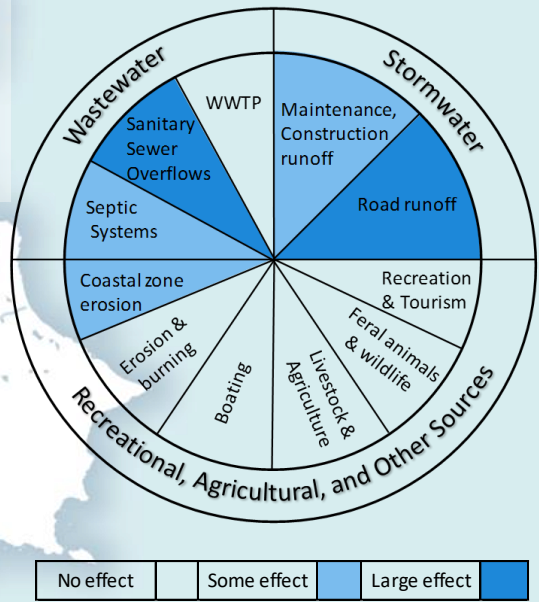 Wastewater
Stormwater
WWTP
Sanitary
Sewer
Overflows
Septic
Systems
Maintenance,
Construction
runoff
Road runoff
Coastal zone
erosion
Erosion &
burning
Boating
Livestock &
Agriculture
Feral animals
& wildlife
Recreation
& Tourism
Recreational, Agricultural, and Other Sources
No effect
Some effect
Large effect